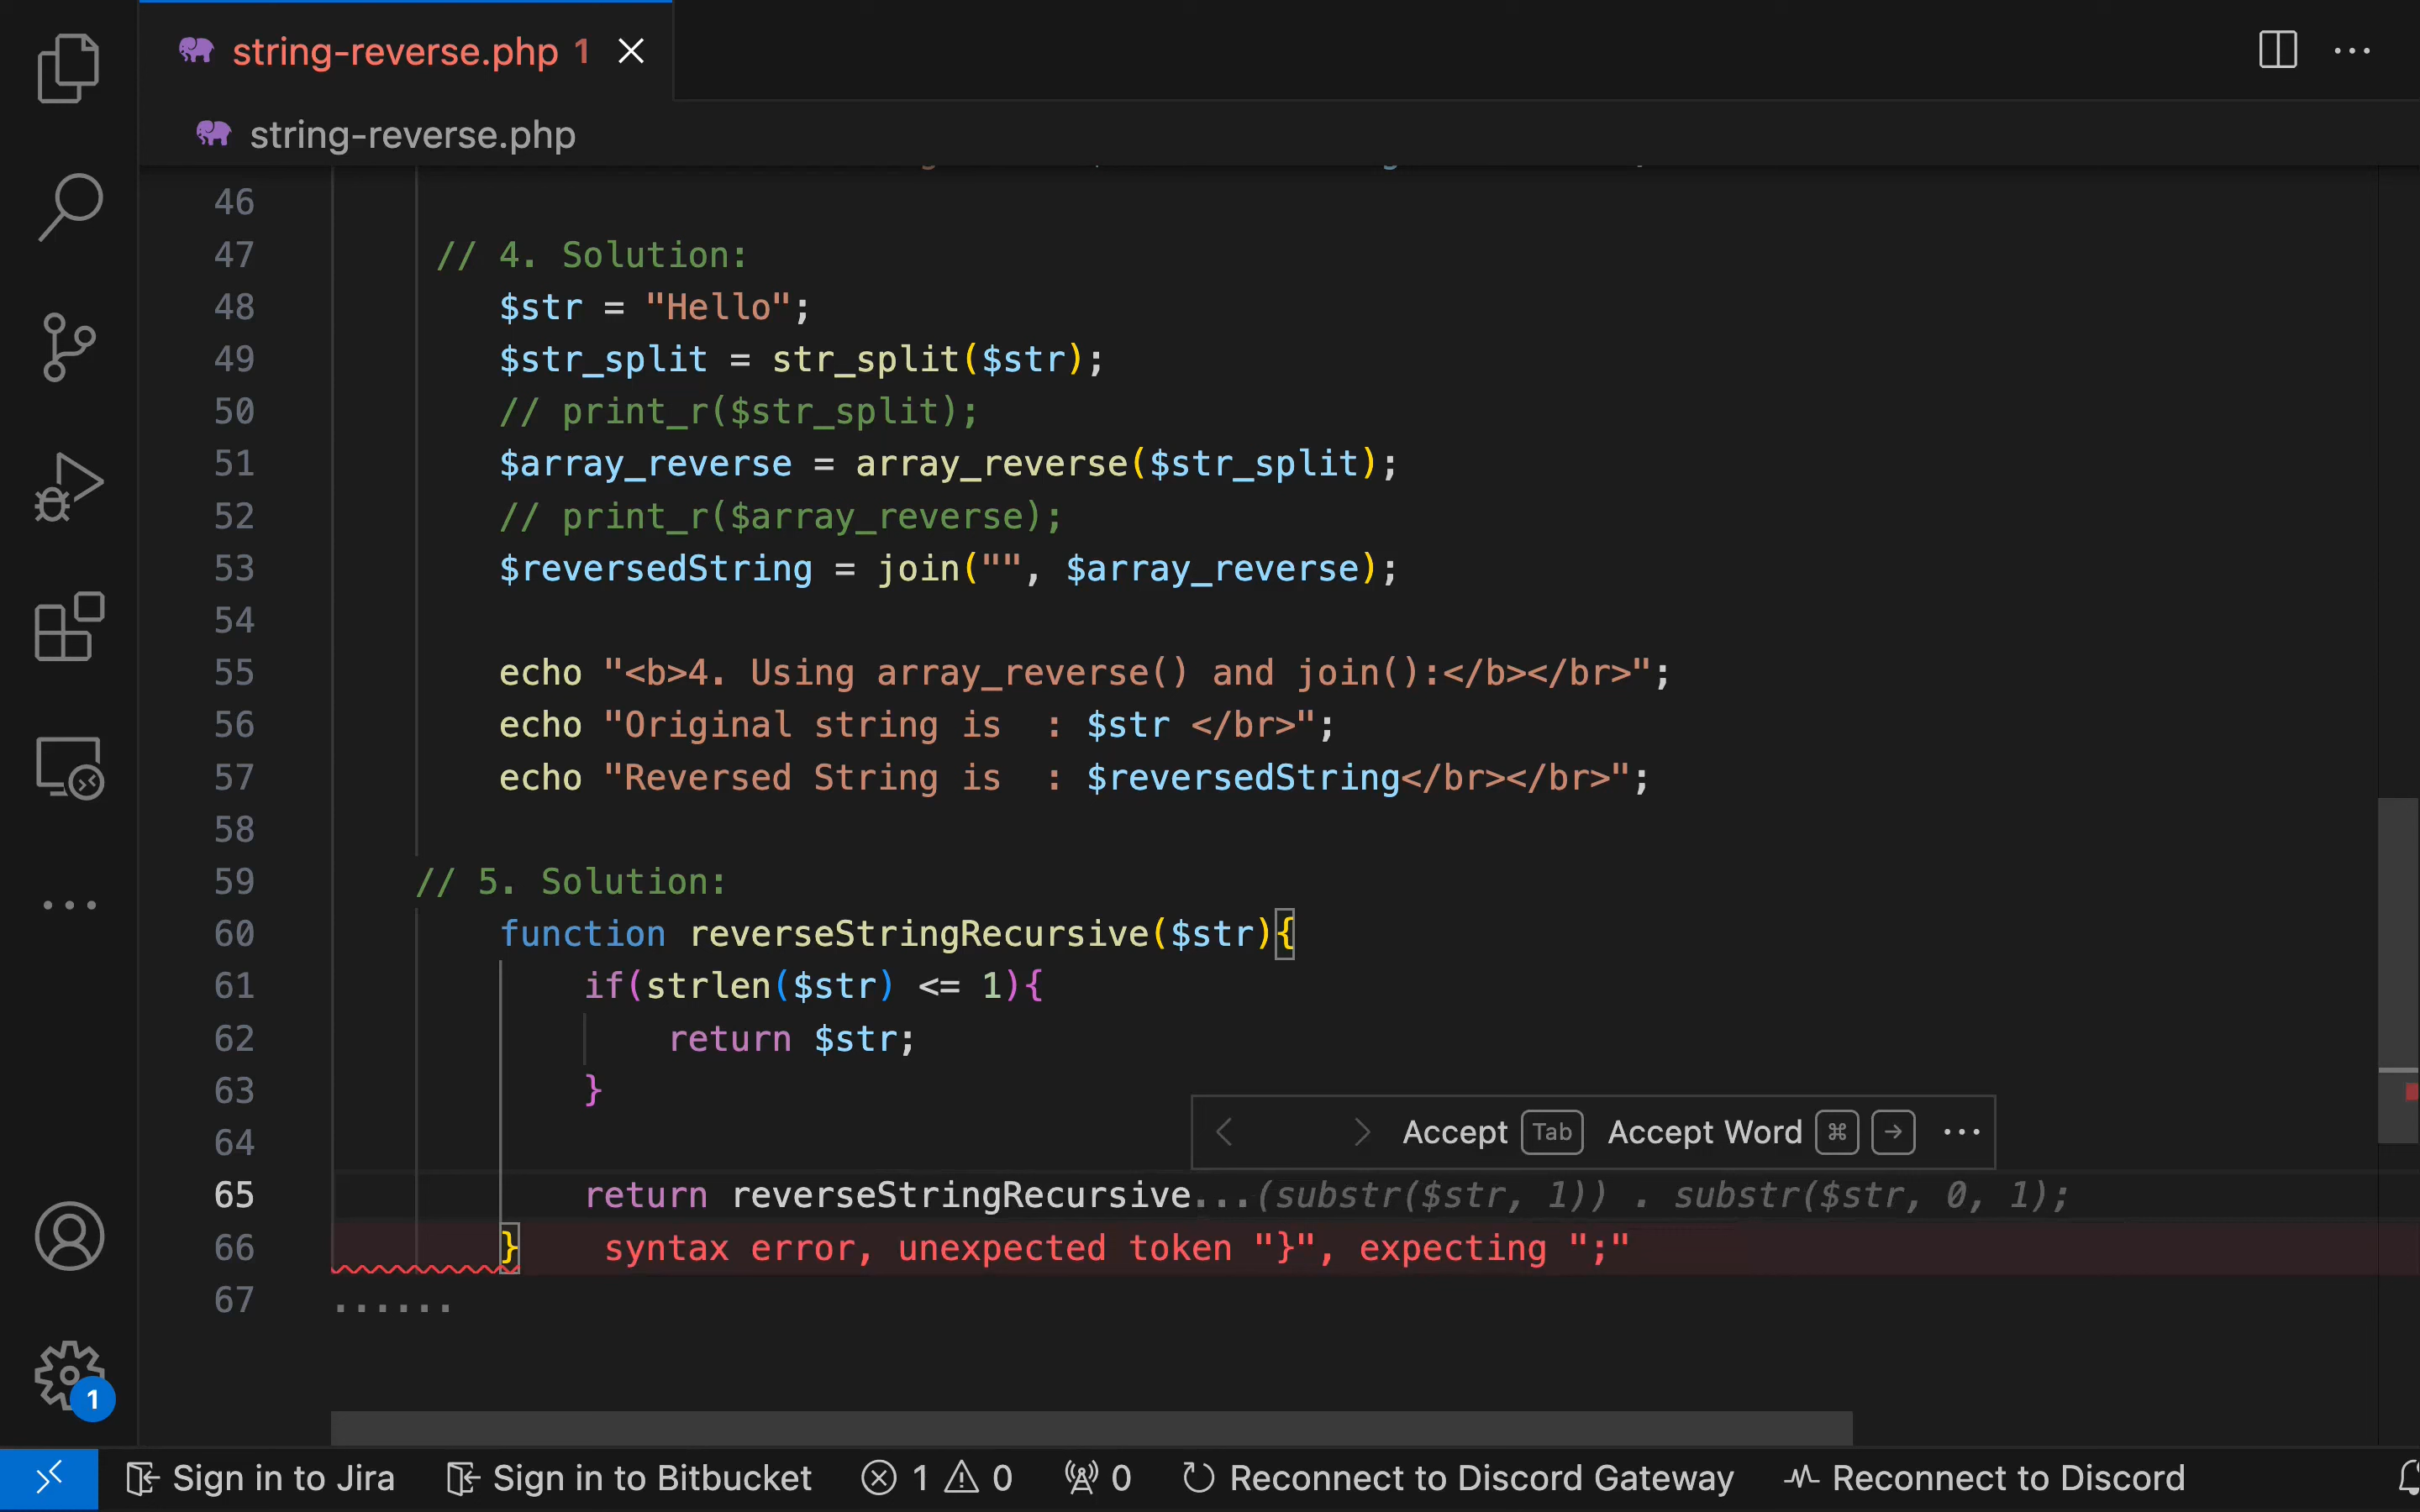 string-reverse.php 1
string-reverse.php
46
47 // 4. Solution:
48 $str = "Hello";
49 $str_split = str_split($str);
50 // print_r($str_split);
51 $array_reverse = array_reverse($str_split);
52 // print_r($array_reverse);
53 $reversedString = join("", $array_reverse);
54
55 echo "<b>4. Using array_reverse() and join():</b></br>";
56 echo "Original string is  : $str </br>";
57 echo "Reversed String is  : $reversedString</br></br>";
58
59 // 5. Solution:
60 function reverseStringRecursive($str){
61 if(strlen($str) <= 1){
62 return $str;
63 }
64
Accept Tab Accept Word ⌘ → ...
65 return reverseStringRecursive...(substr($str, 1)) . substr($str, 0, 1);
66 } syntax error, unexpected token "}", expecting ";"
67 ......
1
Sign in to Jira Sign in to Bitbucket 1 0 0 Reconnect to Discord Gateway Reconnect to Discord